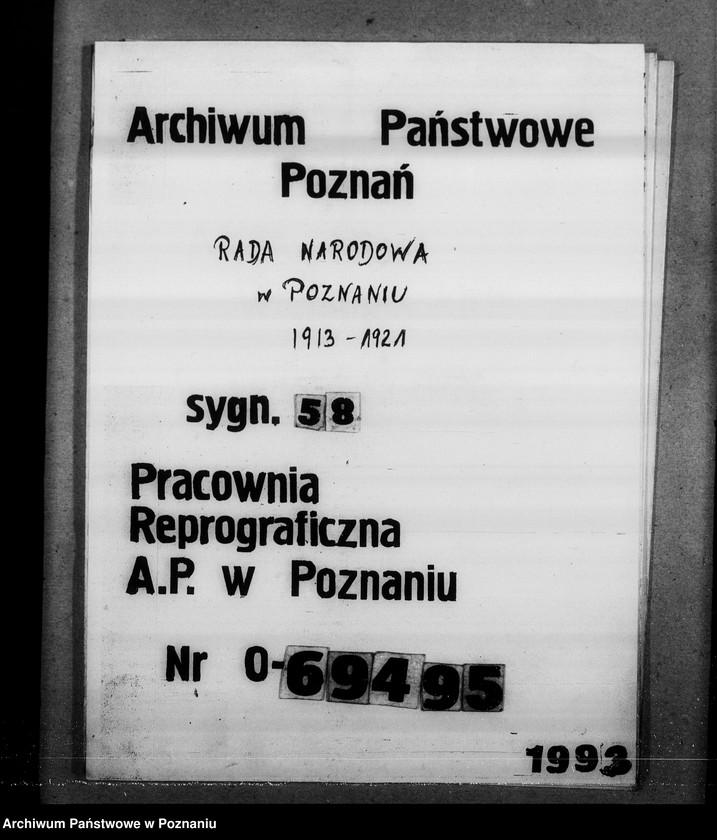 Archiwum Państwowe
Poznań
RADA NARODOWA
w POZNANIU
1913-1921
sygn. 58
Pracownia
Reprograficzna
A.P. w Poznaniu
Nr 0-69495
1993
Archiwum Państwowe w Poznaniu